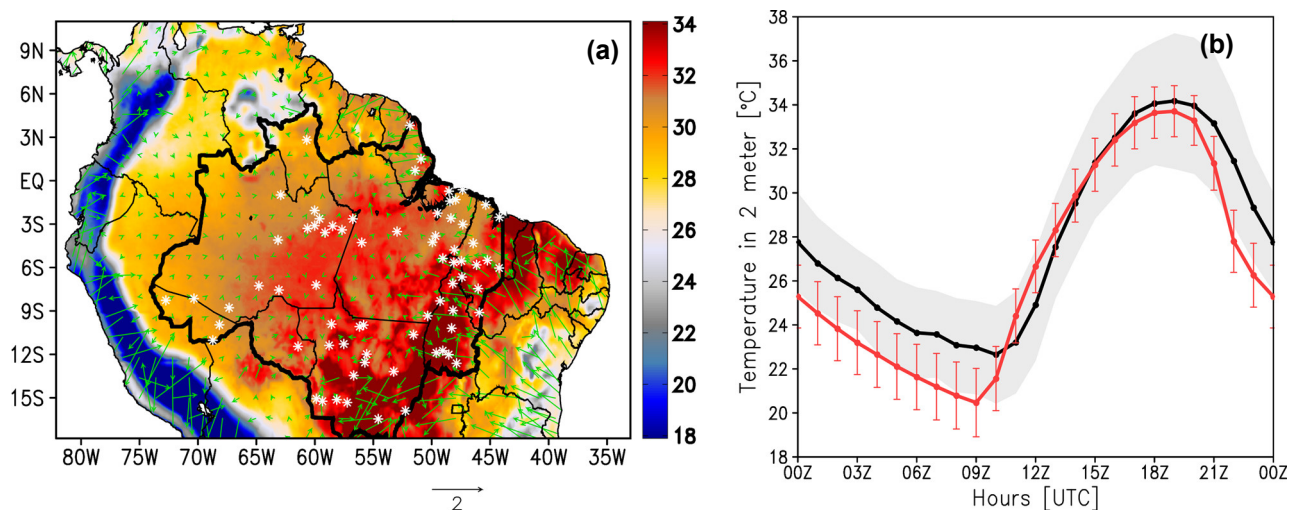 (a)
9N
6N
3N
EQ
3S
6S
9S
12S
15S
80W 75W 70W 65W 60W 55W 50W 45W 40W 35W
2
34
32
30
28
26
24
22
20
18
(b)
Temperature in 2 meter [°C]
38
36
34
32
30
28
26
24
22
20
18
00Z 03Z 06Z 09Z 12Z 15Z 18Z 21Z 00Z
Hours [UTC]